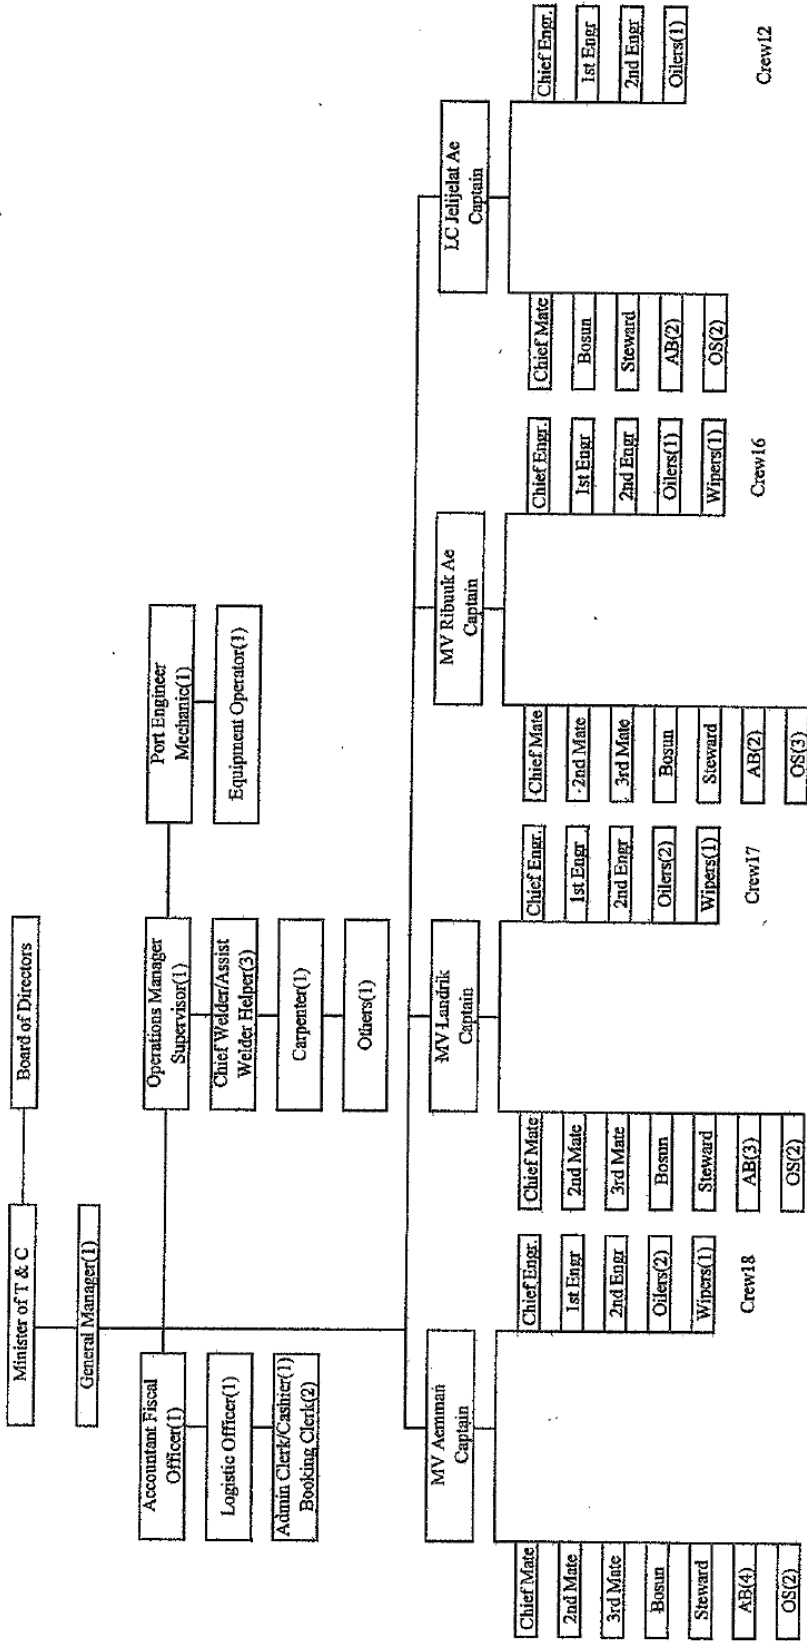 Minister of T & C
Board of Directors
General Manager(1)
Accountant Fiscal
Officer(1)
Logistic Officer(1)
Admin Clerk/Cashier(1)
Booking Clerk(2)
Operations Manager
Supervisor(1)
Chief Welder/Assist
Welder Helper(3)
Carpenter(1)
Others(1)
Port Engineer
Mechanic(1)
Equipment Operator(1)
MV Aemman
Captain
Chief Mate
2nd Mate
3rd Mate
Bosun
Steward
AB(4)
OS(2)
Chief Engr.
1st Engr
2nd Engr
Oilers(2)
Wipers(1)
Crew18
MV Landrik
Captain
Chief Mate
2nd Mate
3rd Mate
Bosun
Steward
AB(3)
OS(2)
Chief Engr.
1st Engr
2nd Engr
Oilers(2)
Wipers(1)
Crew17
MV Ribuuk Ae
Captain
Chief Mate
2nd Mate
3rd Mate
Bosun
Steward
AB(2)
OS(3)
Chief Engr.
1st Engr
2nd Engr
Oilers(1)
Wipers(1)
Crew16
LC Jelijelat Ae
Captain
Chief Mate
Bosun
Steward
AB(2)
OS(2)
Chief Engr.
1st Engr
2nd Engr
Oilers(1)
Crew12